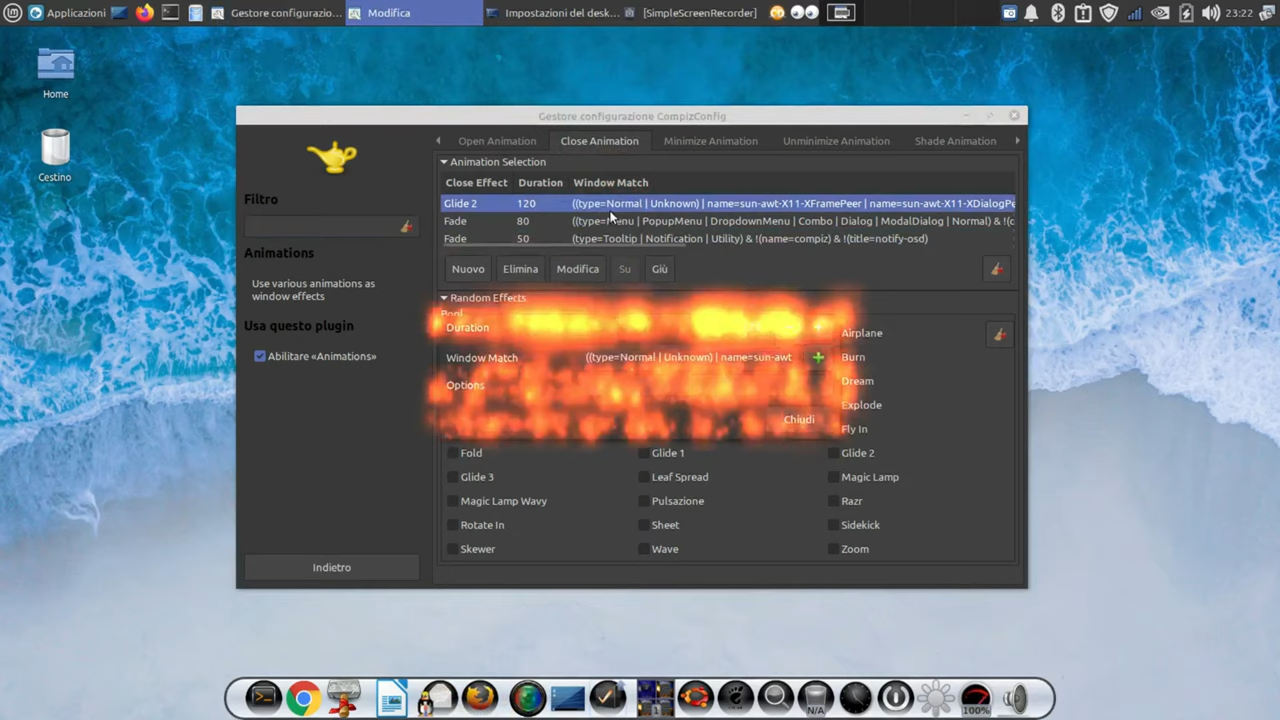 Applicazioni
Gestore configurazio...
Modifica
Impostazioni del desk...
[SimpleScreenRecorder]
23:22
Home
Cestino
Gestore configurazione CompizConfig
Open Animation
Close Animation
Minimize Animation
Unminimize Animation
Shade Animation
Filtro
Animations
Use various animations as
window effects
Usa questo plugin
Abilitare «Animations»
Indietro
Animation Selection
Close Effect Duration Window Match
Glide 2 120 ((type=Normal | Unknown) | name=sun-awt-X11-XFramePeer | name=sun-awt-X11-XDialogPe
Fade 80 ((type=Menu | PopupMenu | DropdownMenu | Combo | Dialog | ModalDialog | Normal) & !(c
Fade 50 (type=Tooltip | Notification | Utility) & !(name=compiz) & !(title=notify-osd)
Nuovo
Elimina
Modifica
Su
Giù
Random Effects
Pool
Duration
Window Match ((type=Normal | Unknown) | name=sun-awt
Options
Chiudi
Airplane
Burn
Dream
Explode
Fly In
Fold Glide 1 Glide 2
Glide 3 Leaf Spread Magic Lamp
Magic Lamp Wavy Pulsazione Razr
Rotate In Sheet Sidekick
Skewer Wave Zoom
N/A
100%